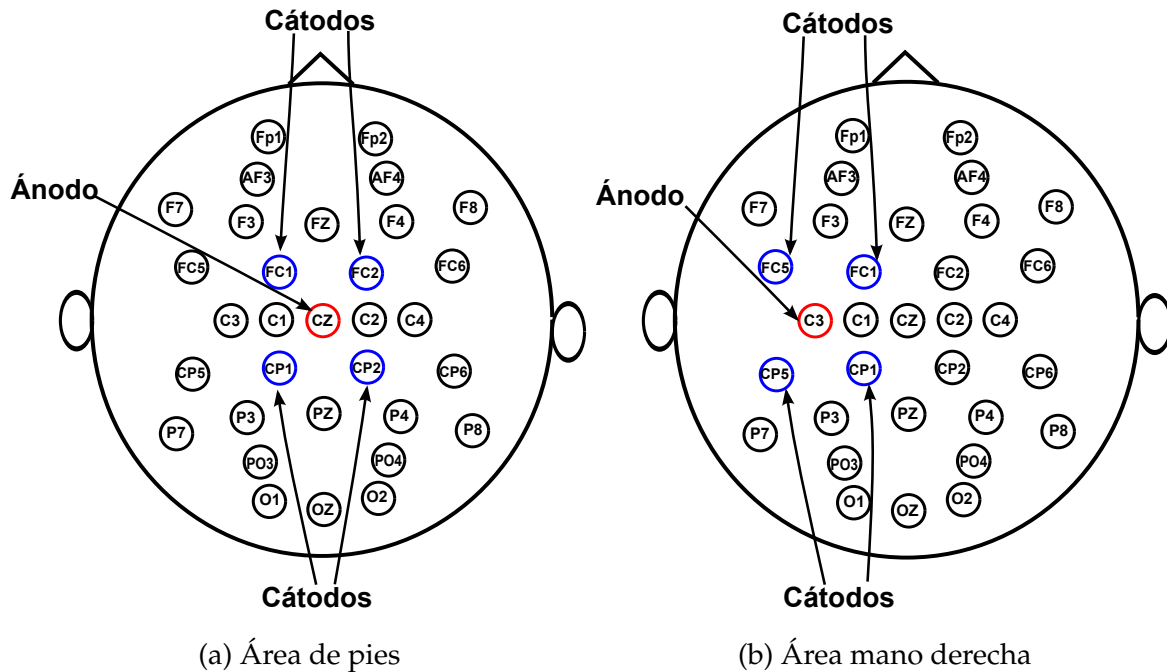 Cátodos
Ánodo
Fp1 Fp2
AF3 AF4
F7 F3 FZ F4 F8
FC5 FC1 FC2 FC6
C3 C1 CZ C2 C4
CP5 CP1 CP2 CP6
P7 P3 PZ P4 P8
PO3 PO4
O1 OZ O2
Cátodos
(a) Área de pies
Cátodos
Ánodo
Fp1 Fp2
AF3 AF4
F7 F3 FZ F4 F8
FC5 FC1 FC2 FC6
C3 C1 CZ C2 C4
CP5 CP1 CP2 CP6
P7 P3 PZ P4 P8
PO3 PO4
O1 OZ O2
Cátodos
(b) Área mano derecha